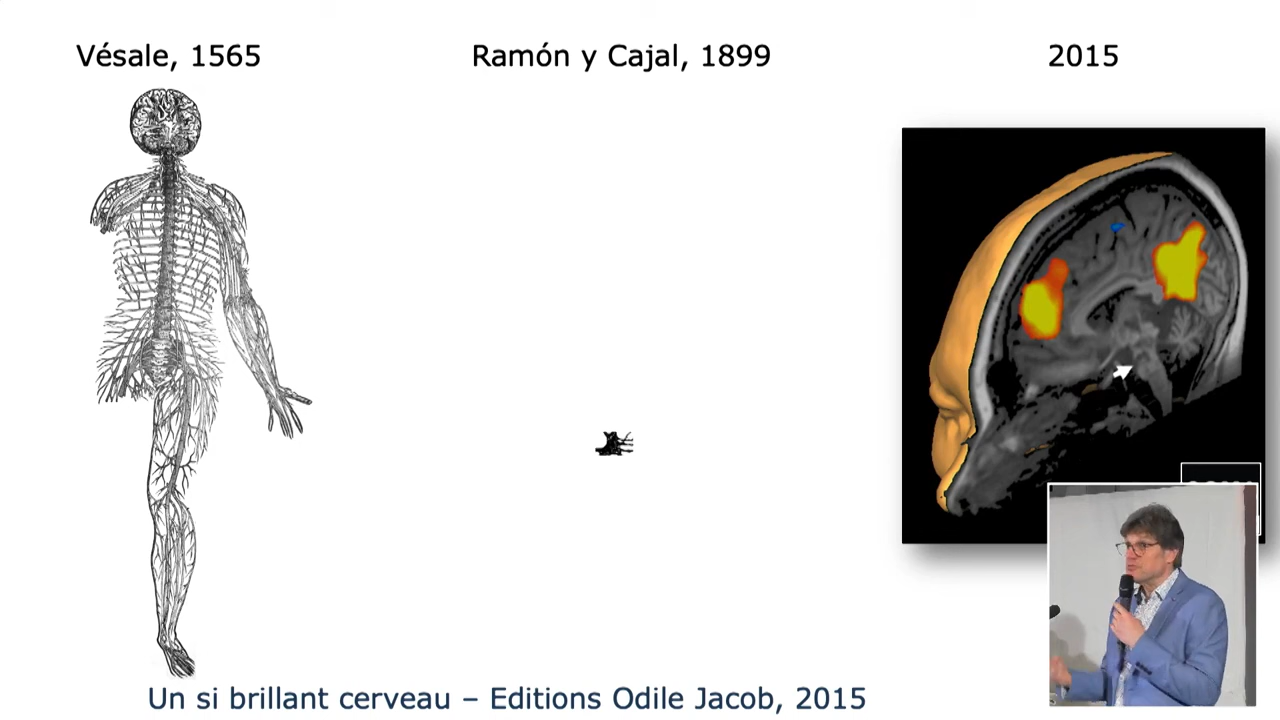 Vésale, 1565
Ramón y Cajal, 1899
2015
Un si brillant cerveau – Editions Odile Jacob, 2015